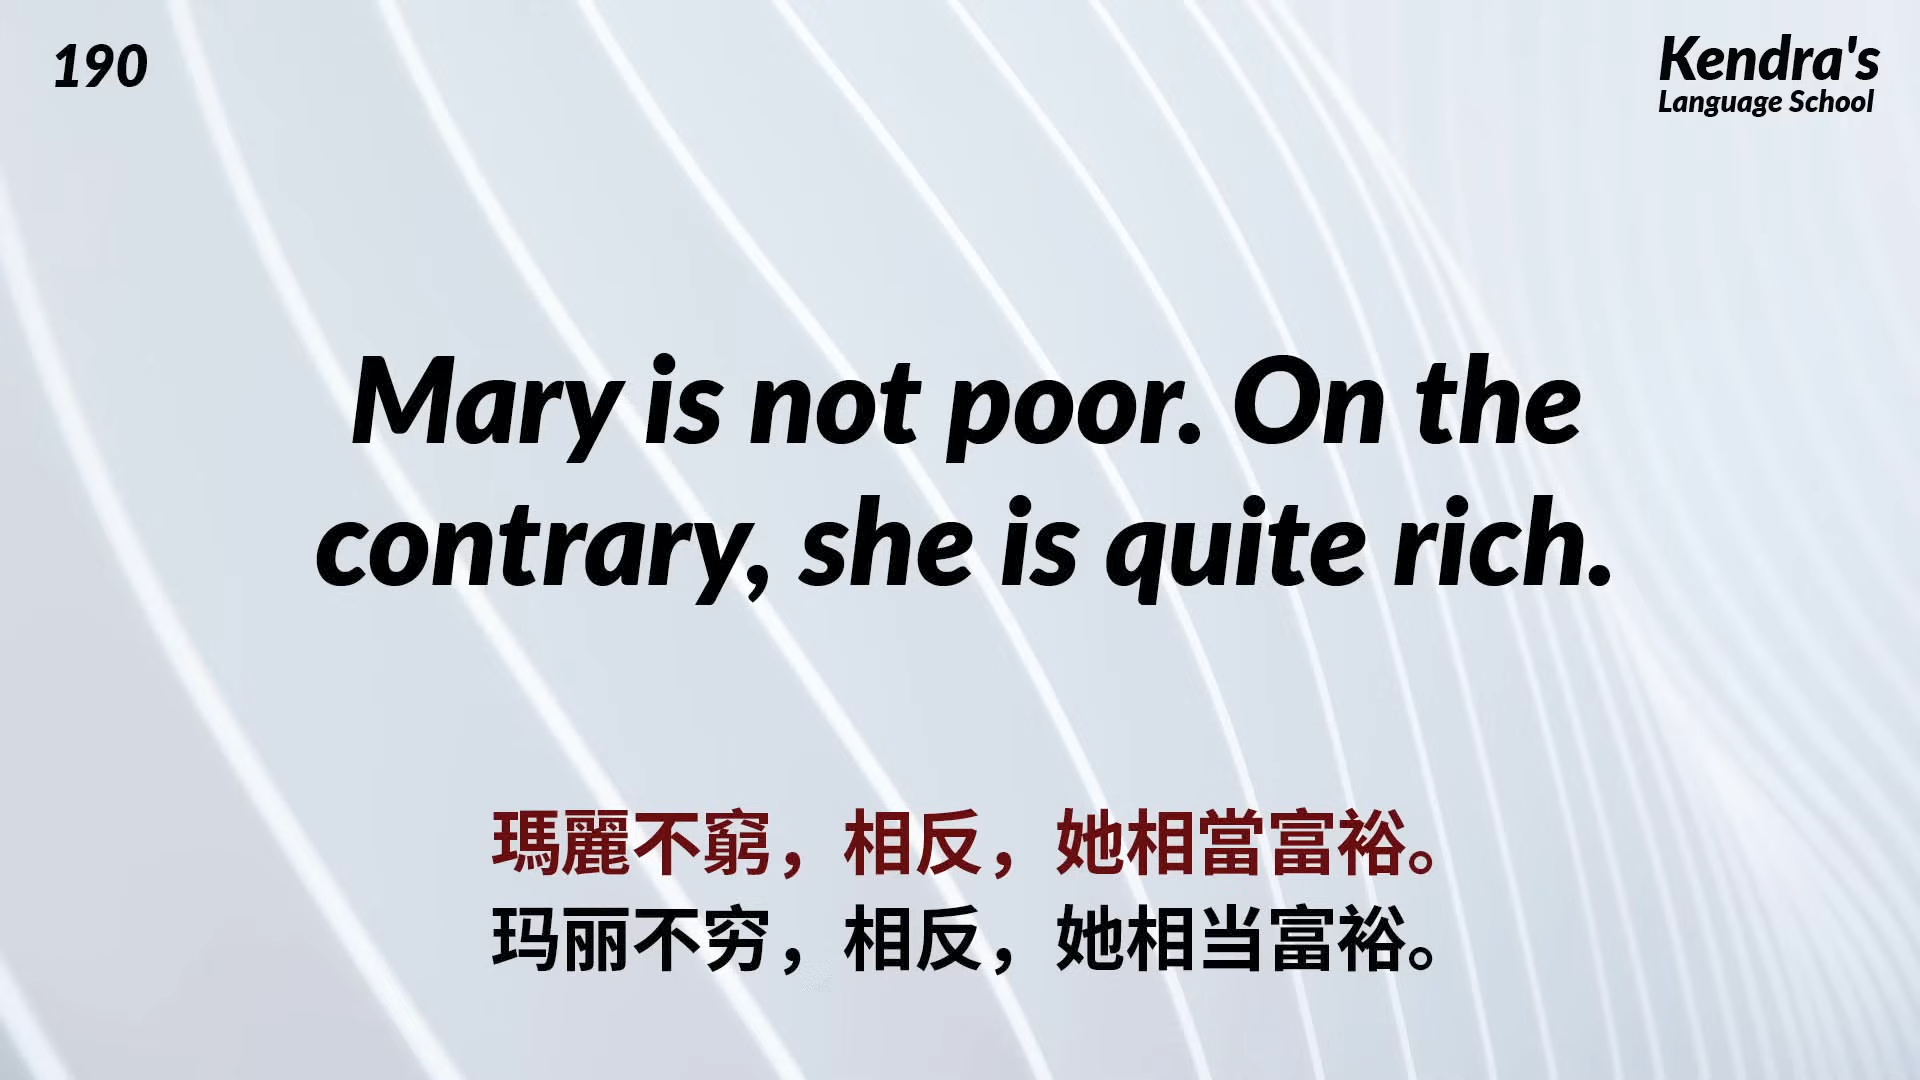 190
Kendra's
Language School
Mary is not poor. On the
contrary, she is quite rich.
瑪麗不窮，相反，她相當富裕。
玛丽不穷，相反，她相当富裕。